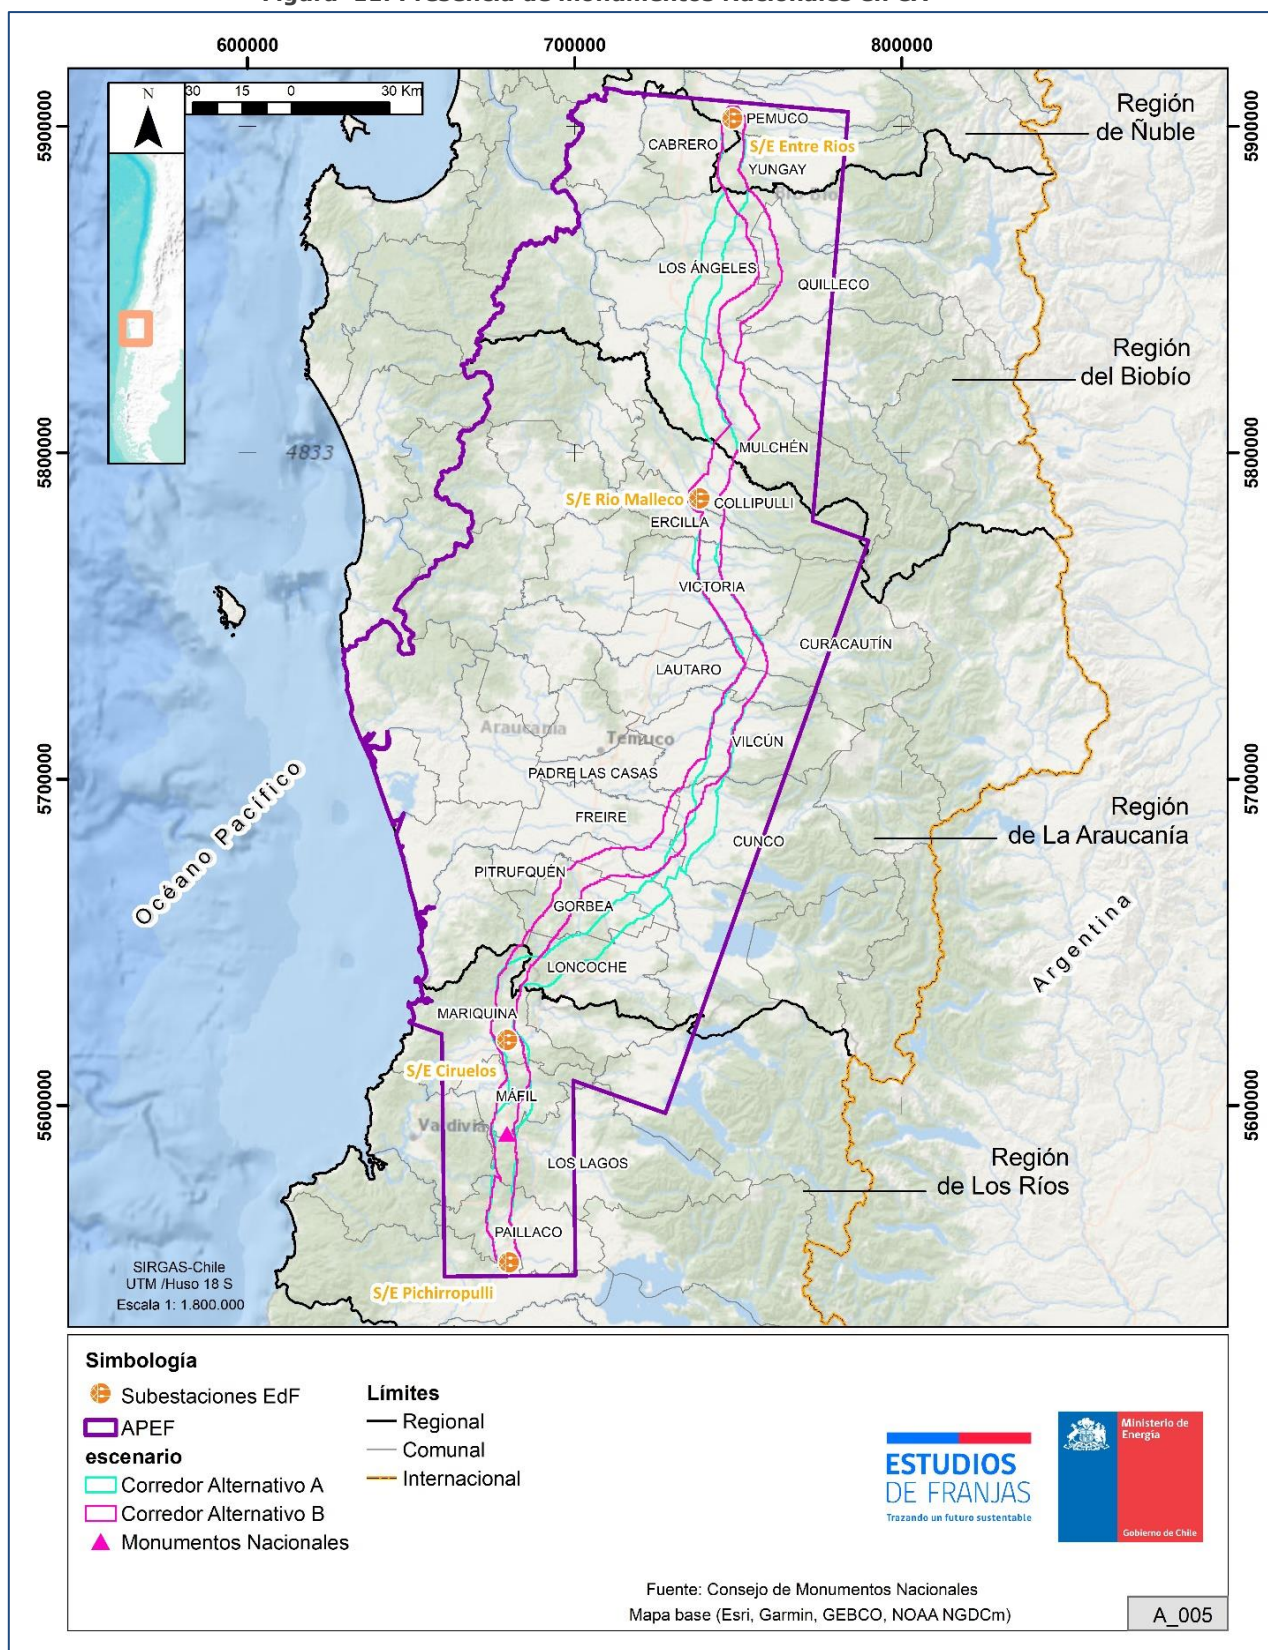 Figura 11. Presencia de Monumentos Nacionales en CA
600000
700000
800000
N
30 15 0 30 Km
5900000
5900000
PEMUCO
CABRERO
S/E Entre Rios
YUNGAY
Región
de Ñuble
LOS ÁNGELES
QUILLECO
Región
del Biobío
5800000
5800000
4833
MULCHÉN
S/E Rio Malleco
COLLIPULLI
ERCILLA
VICTORIA
CURACAUTÍN
LAUTARO
Araucanía
Temuco
VILCÚN
5700000
5700000
PADRE LAS CASAS
FREIRE
CUNCO
Región
de La Araucanía
Océano Pacífico
PITRUFQUÉN
GORBEA
Argentina
LONCOCHE
MARIQUINA
S/E Ciruelos
5600000
5600000
MÁFIL
Valdivia
LOS LAGOS
Región
de Los Ríos
PAILLACO
S/E Pichirropulli
SIRGAS-Chile
UTM /Huso 18 S
Escala 1: 1.800.000
Simbología
Subestaciones EdF
APEF
escenario
Corredor Alternativo A
Corredor Alternativo B
Monumentos Nacionales
Límites
Regional
Comunal
Internacional
ESTUDIOS
DE FRANJAS
Trazando un futuro sustentable
Ministerio de
Energía
Gobierno de Chile
Fuente: Consejo de Monumentos Nacionales
Mapa base (Esri, Garmin, GEBCO, NOAA NGDCm)
A_005